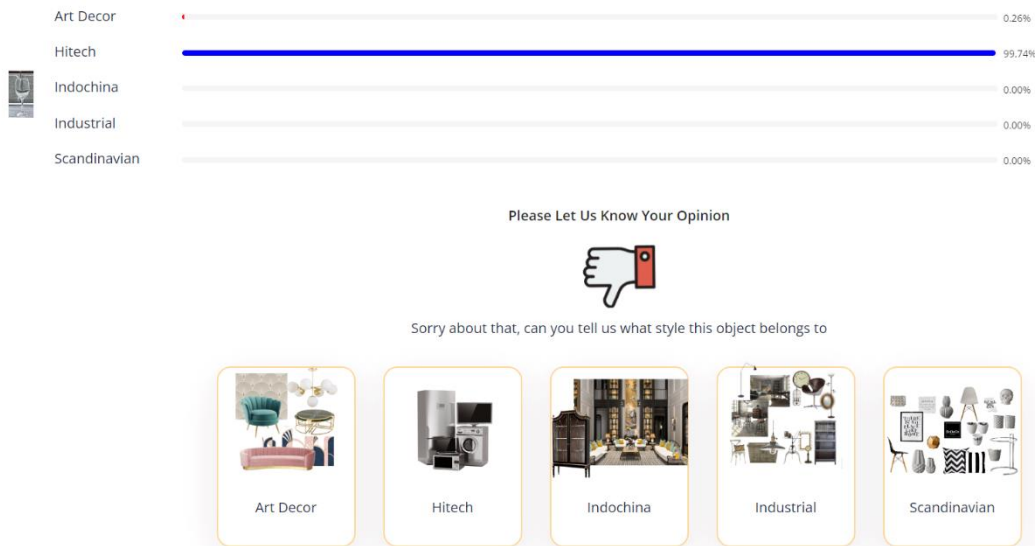 Art Decor 0.26%
Hitech 99.74%
Indochina 0.00%
Industrial 0.00%
Scandinavian 0.00%
Please Let Us Know Your Opinion
Sorry about that, can you tell us what style this object belongs to
Art Decor
Hitech
Indochina
Industrial
Scandinavian